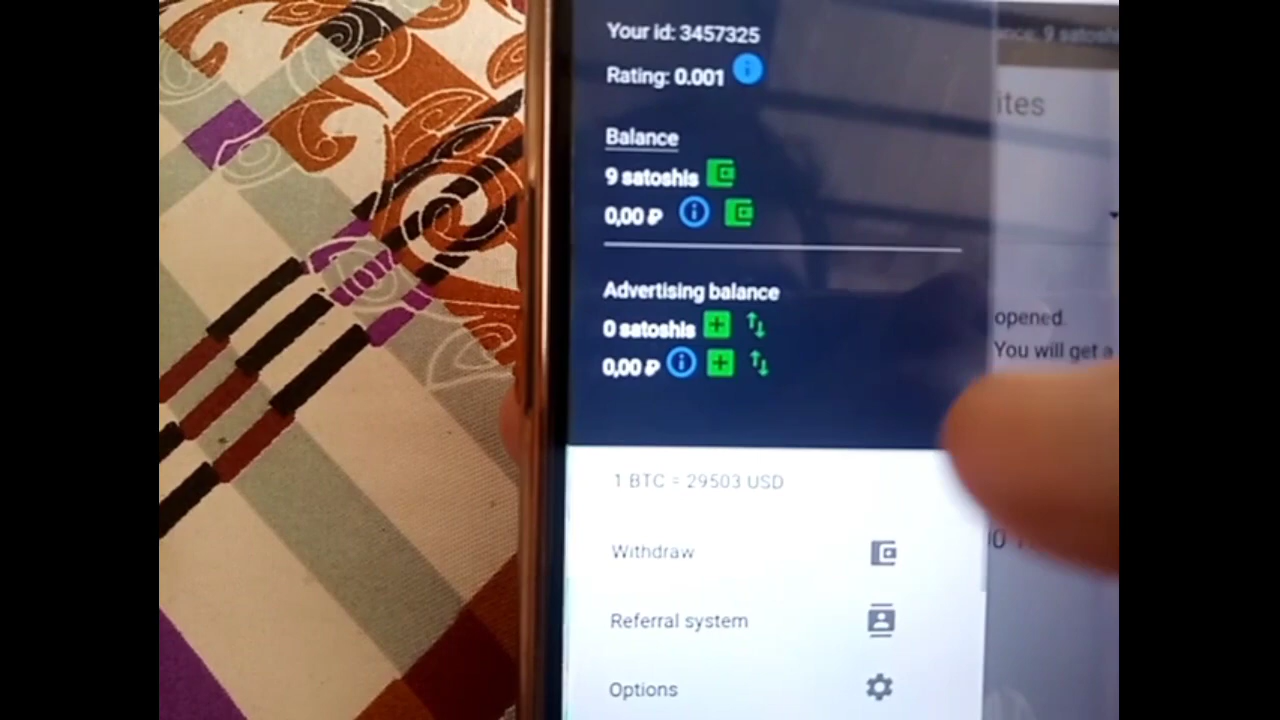 Your id: 3457325
Rating: 0.001
Balance
9 satoshis
0,00 ₽
Advertising balance
0 satoshis
0,00 ₽
1 BTC = 29503 USD
Withdraw
Referral system
Options
9 satoshis
ites
opened.
You will get a